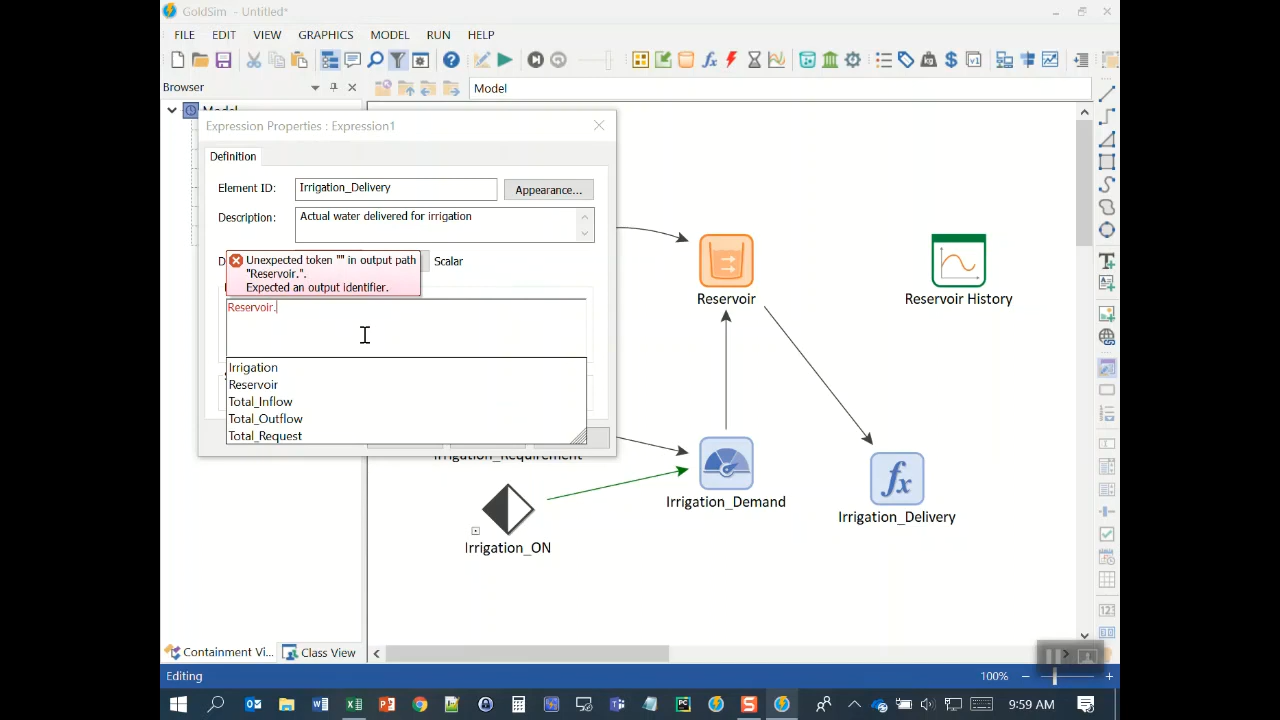 GoldSim - Untitled*
FILE EDIT VIEW GRAPHICS MODEL RUN HELP
Browser
Model
Model
Expression Properties : Expression1
Definition
Element ID: Irrigation_Delivery Appearance...
Description: Actual water delivered for irrigation
D
Scalar
Unexpected token "" in output path
"Reservoir.".
Expected an output identifier.
Reservoir.
Irrigation
Reservoir
Total_Inflow
Total_Outflow
Total_Request
Reservoir
Reservoir History
Irrigation_Requirement
Irrigation_Demand
Irrigation_Delivery
Irrigation_ON
Containment Vi... Class View
Editing
100%
9:59 AM